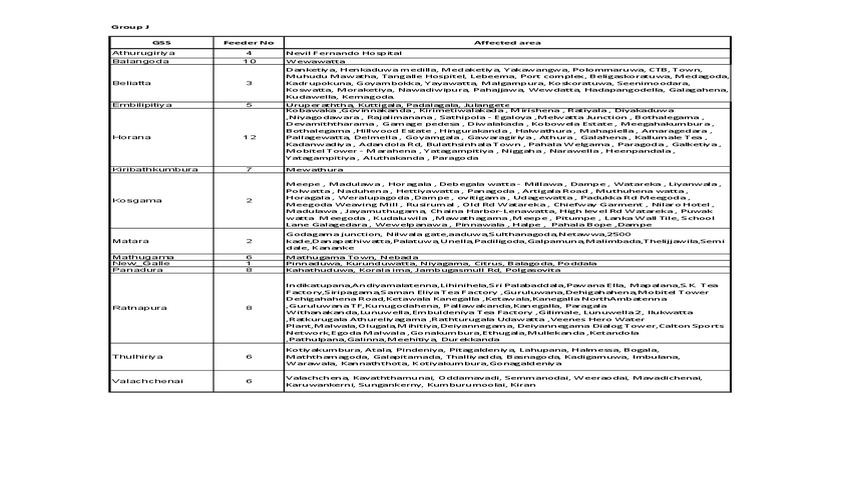 Group J
GSS Feeder No Affected area
Athurugiriya 4 Nevil Fernando Hospital
Balangoda 10 Wewawatta
Beliatta 3 Danketiya, Henkaduwa medilla, Medaketiya, Yakawangwa, Polommaruwa, CTB, Town,
Muhudu Mawatha, Tangalle Hospitel, Lebeema, Port complex, Beligaskoratuwa, Medagoda,
Kadrupokuna, Goyambokka, Yayawatta, Malgampura, Koskoratuwa, Seenimoodara,
Koswatta, Moraketiya, Nawadiwipura, Pahajjawa, Wewdatta, Hadapangodella, Galagahena,
Kudawella, Kemagoda.
Embilipitiya 5 Uruperaththa, Kuttigala, Padalagala, Julangete
Horana 12 Kobawaka ,Govinnakanda , Kirimetiwalakada , Mirishena , Ratiyala , Diyakaduwa
,Niyagodawara , Rajalimanana , Sathipola - Egaloya ,Melwatta Junction , Bothalegama ,
Devamiththarama , Gamage pedesa , Diwalakada , Kobowela Estate , Meegahakumbura ,
Bothalegama ,Hillwood Estate , Hingurakanda , Halwathura , Mahapiella , Amaragedara ,
Pallagewatta, Delmella , Goyamgala , Gawaragiriya , Athura , Galahena , Kallumale Tea ,
Kadanwadiya , Adandola Rd, Bulathsinhala Town , Pahala Welgama , Paragoda , Galketiya ,
Mobitel Tower - Marahena , Yatagampitiya , Niggaha , Narawella , Heenpandala ,
Yatagampitiya , Aluthakanda , Paragoda
Kiribathkumbura 7 Mewathura
Kosgama 2 Meepe , Madulawa , Horagala , Debegala watta - Millawa , Dampe , Watareka , Liyanwala ,
Polwatta , Naduhena , Hettiyawatta , Panagoda , Artigala Road , Muthuhena watta ,
Horagala , Weralupagoda ,Dampe , ovitigama , Udagewatta , Padukka Rd Meegoda ,
Meegoda Weaving Mill , Rusirumal , Old Rd Watareka , Chiefway Garment , Nilaro Hotel ,
Madulawa , Jayamuthugama, Chaina Harbor-Lenawatta, High level Rd Watareka , Puwak
watta Meegoda , Kudaluwila , Mawathagama , Meepe , Pitumpe , Lanka Wall Tile, School
Lane Galagedara , Wewelpanawa , Pinnawala , Halpe , Pahala Bope ,Dampe
Matara 2 Godagama junction, Nilwala gate,aaduwa,Sulthanagoda,Netawwa,2500
kade,Danapathiwatta,Palatuwa,Unella,Padiligoda,Galpamuna,Malimbada,Thelijjawila,Semi
dale, Kananke
Mathugama 6 Mathugama Town, Nebada
New_Galle 1 Pinnaduwa, Kurunduwatta, Niyagama, Citrus, Balagoda, Poddala
Panadura 8 Kahathuduwa, Korala ima, Jambugasmull Rd, Polgasovita
Ratnapura 8 Indikatupana,Andiyamalatenna,Lihinihela,Sri Palabaddala,Pawana Ella, Mapalana,S.K. Tea
Factory,Siripagama,Saman Eliya Tea Factory ,Guruluwana,Dehigahahena,Mobitel Tower
Dehigahahena Road,Ketawala Kanegalla ,Ketawala,Kanegalla NorthAmbatenna
,Guruluwana TF,Kunugodahena, Pallawakanda,Kanegalla, Paragala
Withanakanda,Lunuwella,Embuldeniya Tea Factory ,Gilimale, Lunuwella 2, Ilukwatta
,Ratkurugala Athureliyagama ,Rathturugala Udawatta ,Veenes Hero Water
Plant,Malwala,Olugala,Mihitiya,Deiyannegama, Deiyannegama Dialog Tower,Calton Sports
Network,Egoda Malwala ,Gonakumbura,Ethugala,Mullekanda,Ketandola
,Pathulpana,Galinna,Meehitiya, Durekkanda
Thulhiriya 6 Kotiyakumbura, Atala, Pindeniya, Pitagaldeniya, Lahupana, Halmessa, Bogala,
Maththamagoda, Galapitamada, Thalliyadda, Basnagoda, Kadigamuwa, Imbulana,
Warawala, Kannaththota, Kotiyakumbura,Gonagaldeniya
Valachchenai 6 Valachchena, Kavaththamunai, Oddamavadi, Semmanodai, Weeraodai, Mavadichenai,
Karuwankerni, Sungankerny, Kumburumoolai, Kiran